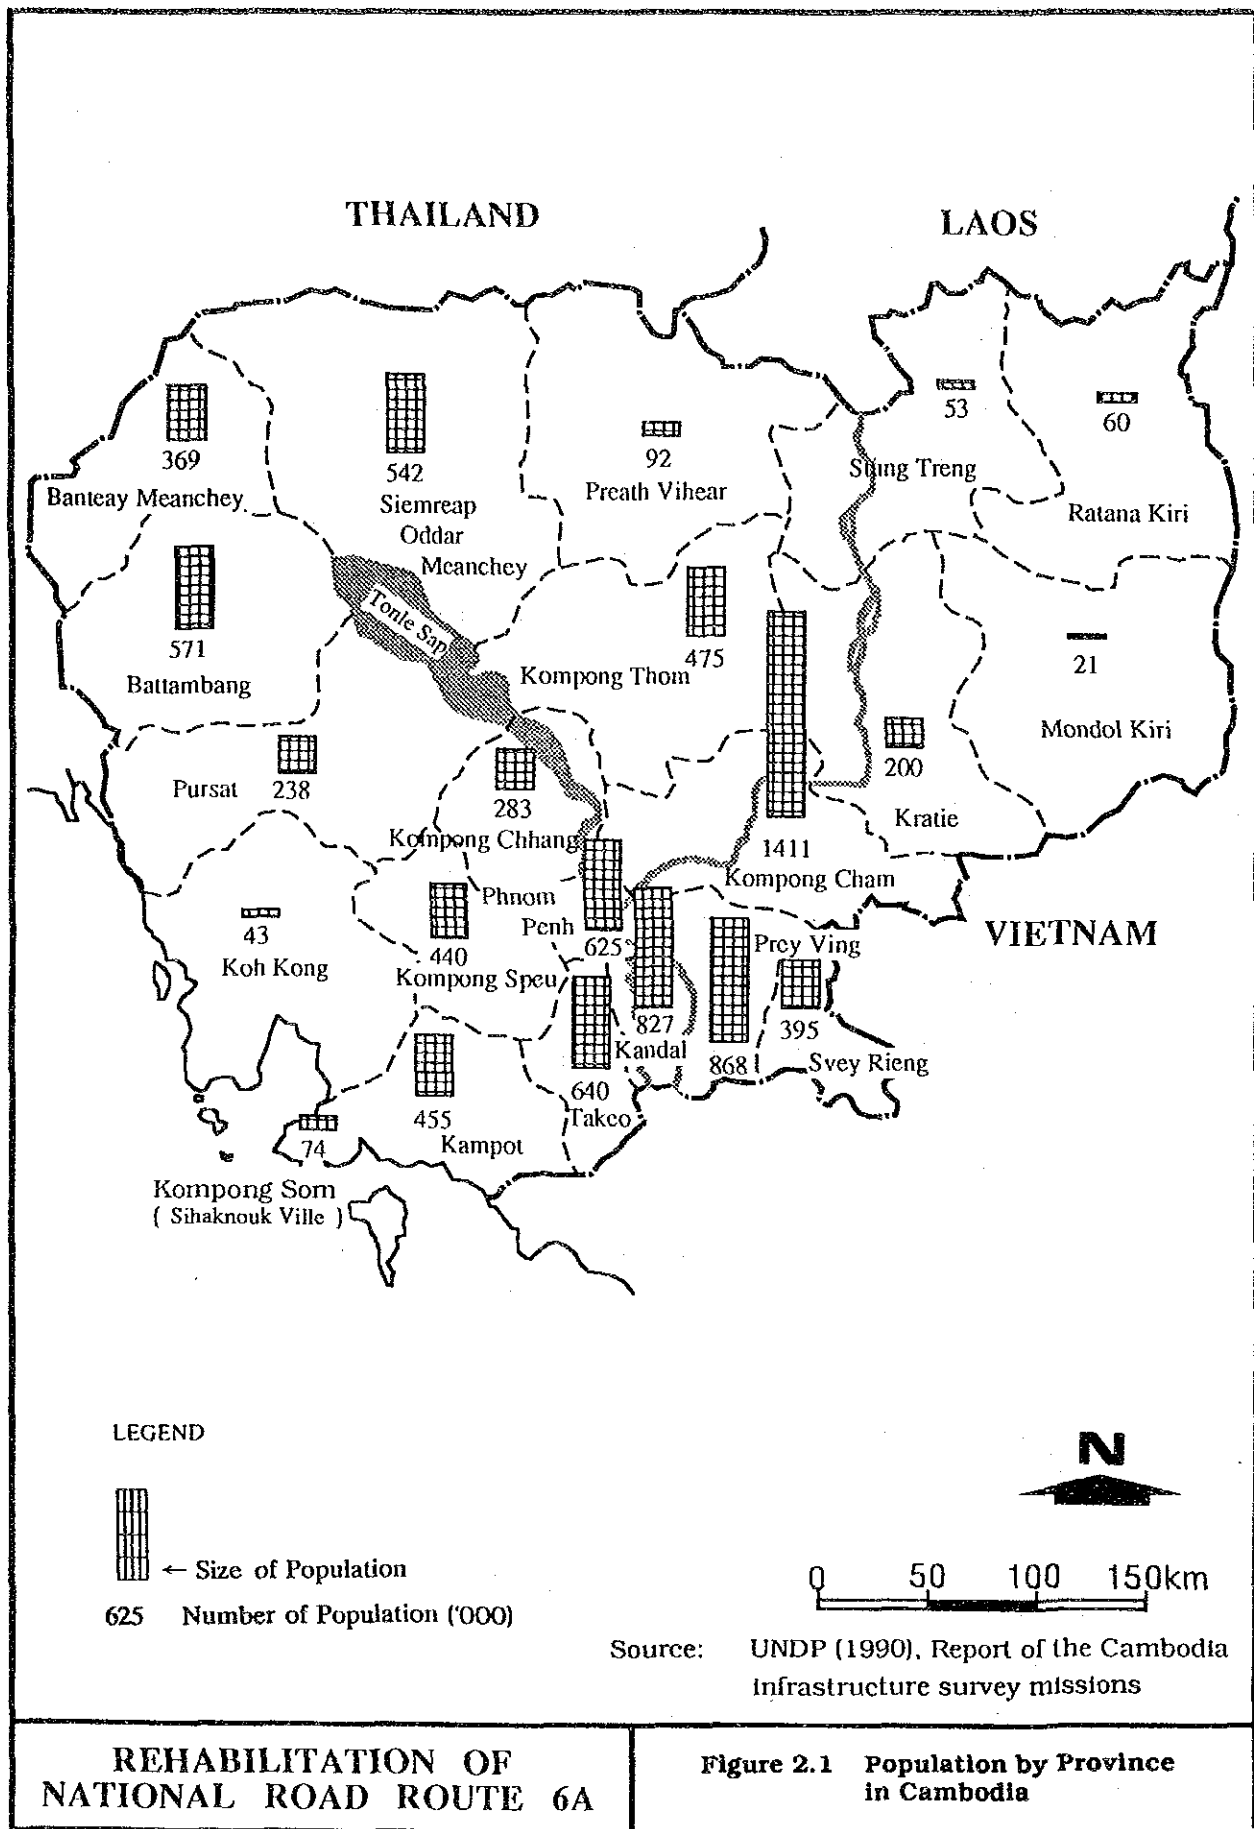 THAILAND
LAOS
369
Banteay Meanchey
542
Siemreap
Oddar
Meanchey
92
Preath Vihear
53
Stung Treng
60
Ratana Kiri
571
Battambang
Tonle Sap
475
Kompong Thom
21
Mondol Kiri
Pursat
238
283
Kompong Chhang
200
Kratie
1411
Kompong Cham
43
Koh Kong
440
Kompong Speu
Phnom
Penh
625
827
Kandal
Prey Ving
868
395
Svey Rieng
VIETNAM
640
Takeo
455
Kampot
74
Kompong Som
( Sihaknouk Ville )
LEGEND
← Size of Population
625 Number of Population ('000)
N
0 50 100 150km
Source: UNDP (1990), Report of the Cambodia
infrastructure survey missions
REHABILITATION OF
NATIONAL ROAD ROUTE 6A
Figure 2.1 Population by Province
in Cambodia